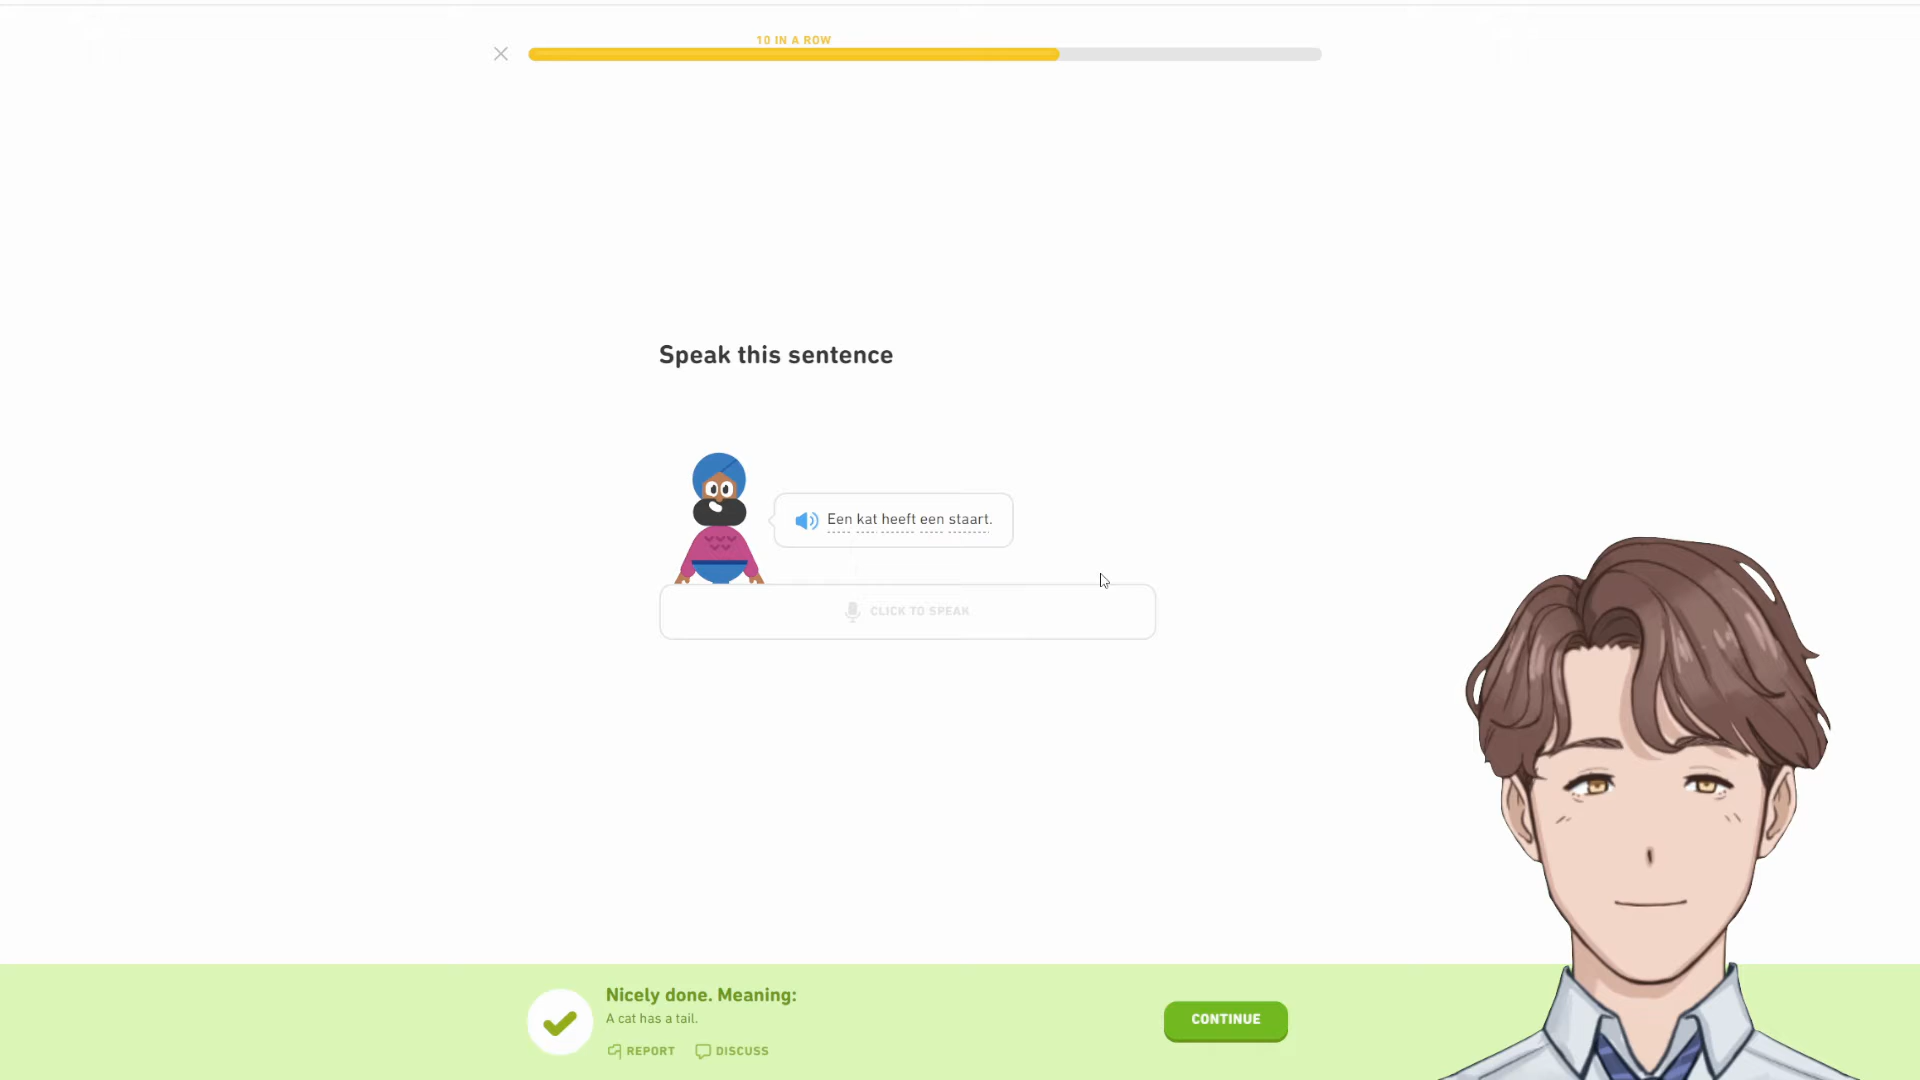 10 IN A ROW
Speak this sentence
Een kat heeft een staart.
CLICK TO SPEAK
Nicely done. Meaning:
A cat has a tail.
REPORT DISCUSS
CONTINUE